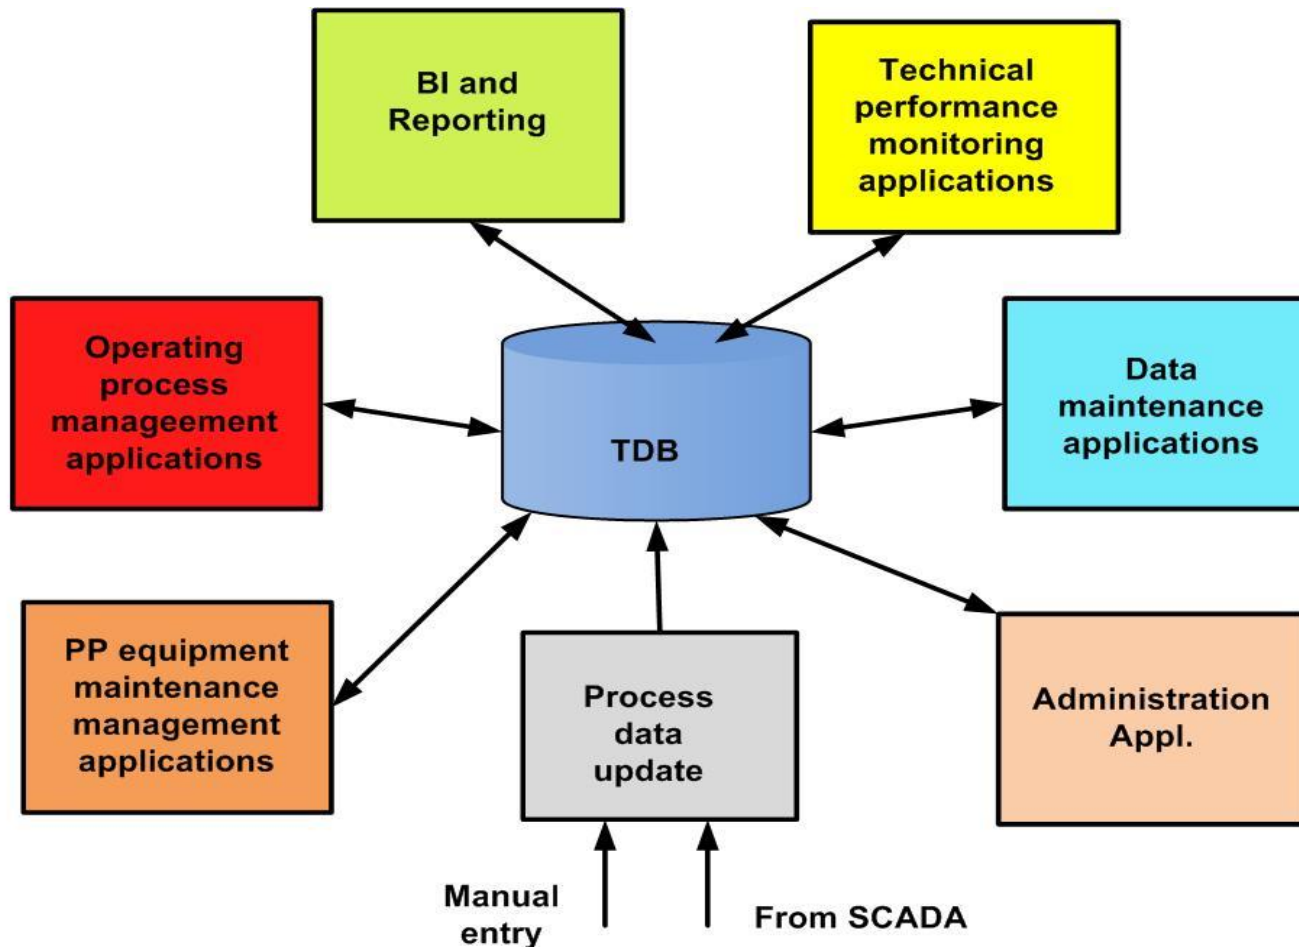 BI and
Reporting
Technical
performance
monitoring
applications
Operating
process
manageement
applications
TDB
Data
maintenance
applications
PP equipment
maintenance
management
applications
Process
data
update
Administration
Appl.
Manual
entry
From SCADA